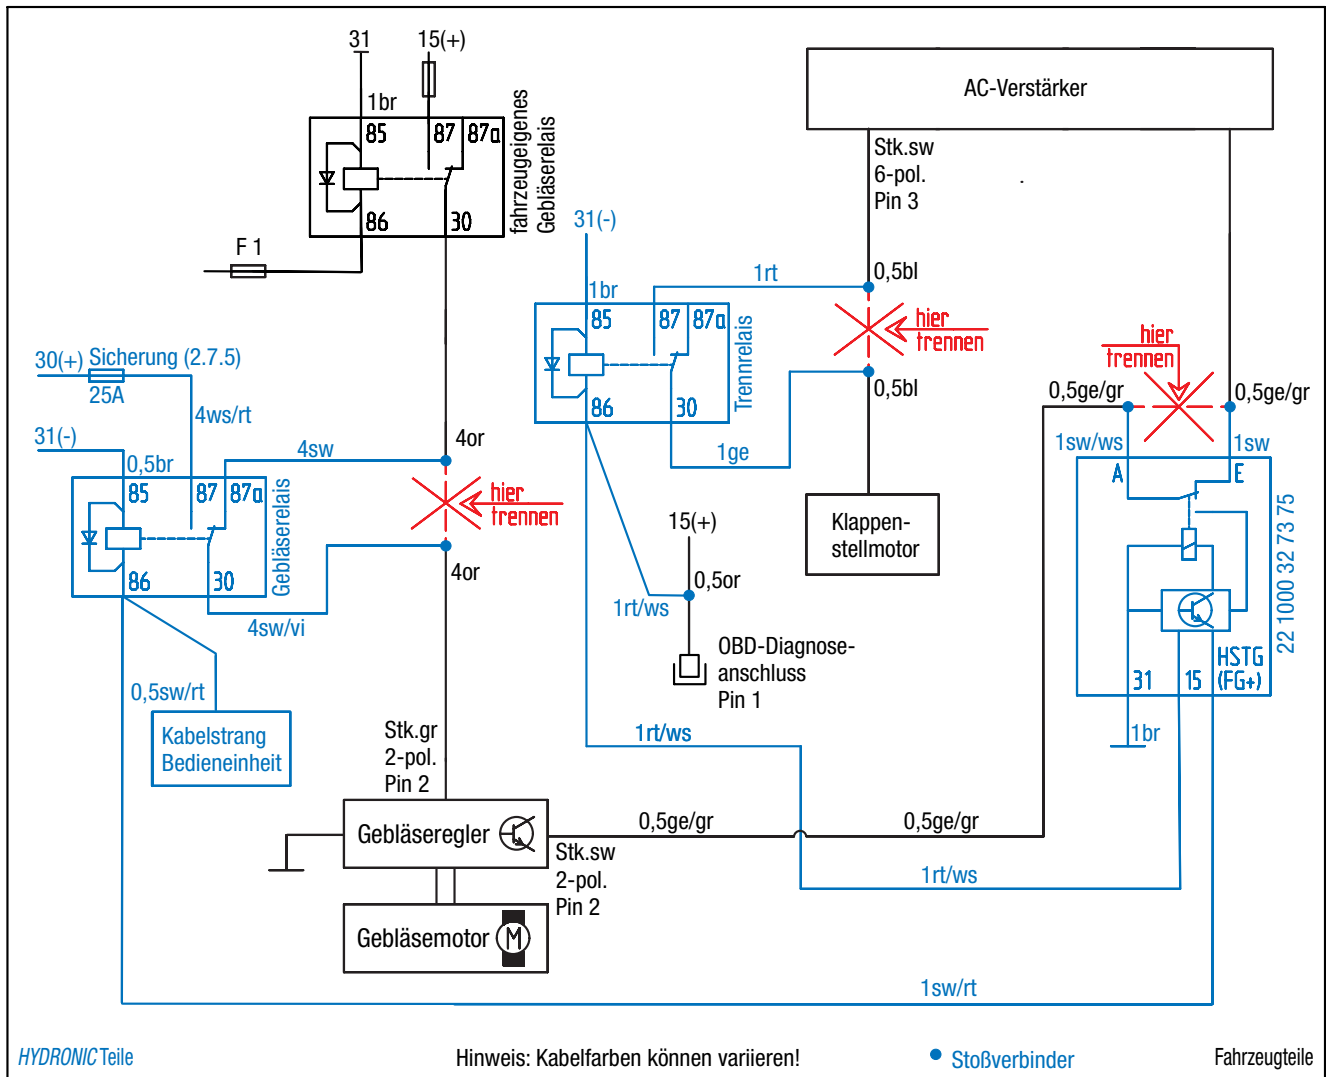 31
15(+)
1br
85
87
87a
86
30
fahrzeugeigenes
Gebläserelais
F 1
AC-Verstärker
Stk.sw
6-pol.
Pin 3
31(-)
1rt
0,5bl
1br
85
87
87a
86
30
Trennrelais
hier
trennen
0,5bl
1ge
Klappen-
stellmotor
hier
trennen
0,5ge/gr
0,5ge/gr
1sw/ws
1sw
A
E
31
15
HSTG
(FG+)
22 1000 32 73 75
1br
30(+)
Sicherung (2.7.5)
25A
4ws/rt
31(-)
0,5br
4sw
4or
85
87
87a
86
30
Gebläserelais
hier
trennen
4or
4sw/vi
0,5sw/rt
Kabelstrang
Bedieneinheit
15(+)
0,5or
1rt/ws
OBD-Diagnose-
anschluss
Pin 1
1rt/ws
Stk.gr
2-pol.
Pin 2
Gebläseregler
0,5ge/gr
0,5ge/gr
Stk.sw
2-pol.
Pin 2
1rt/ws
Gebläsemotor
M
1sw/rt
HYDRONIC Teile
Hinweis: Kabelfarben können variieren!
Stoßverbinder
Fahrzeugteile